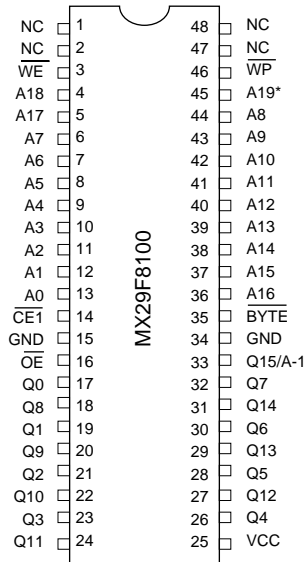 NC 1 48 NC
NC 2 47 NC
WE 3 46 WP
A18 4 45 A19*
A17 5 44 A8
A7 6 43 A9
A6 7 42 A10
A5 8 41 A11
A4 9 40 A12
A3 10 39 A13
A2 11 38 A14
A1 12 37 A15
A0 13 36 A16
CE1 14 35 BYTE
GND 15 34 GND
OE 16 33 Q15/A-1
Q0 17 32 Q7
Q8 18 31 Q14
Q1 19 30 Q6
Q9 20 29 Q13
Q2 21 28 Q5
Q10 22 27 Q12
Q3 23 26 Q4
Q11 24 25 VCC
MX29F8100